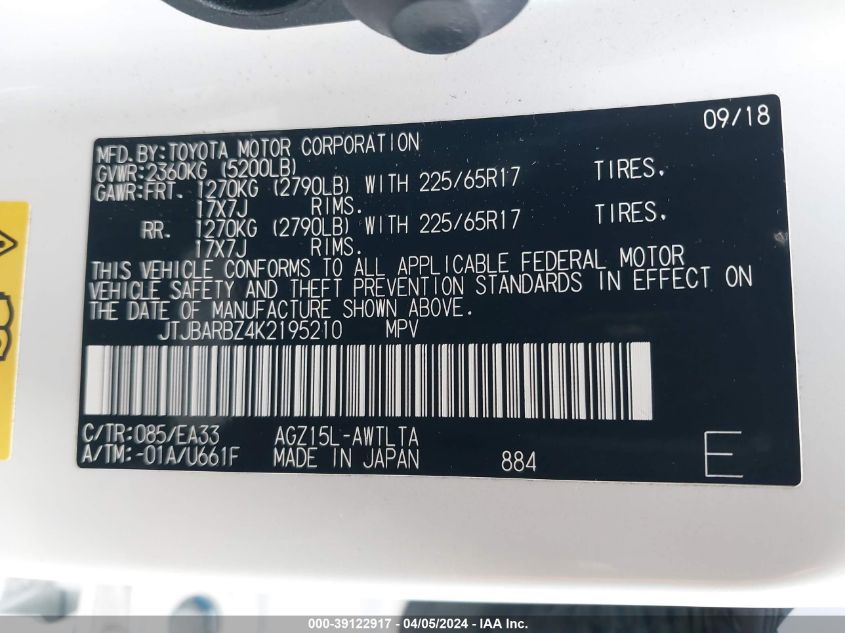 09/18
MFD. BY: TOYOTA MOTOR CORPORATION
GVWR: 2360KG (5200LB)
GAWR: FRT. 1270KG (2790LB) WITH 225/65R17 TIRES.
17X7J RIMS.
RR. 1270KG (2790LB) WITH 225/65R17 TIRES.
17X7J RIMS.
THIS VEHICLE CONFORMS TO ALL APPLICABLE FEDERAL MOTOR
VEHICLE SAFETY AND THEFT PREVENTION STANDARDS IN EFFECT ON
THE DATE OF MANUFACTURE SHOWN ABOVE.
JTJBARBZ4K2195210 MPV
C/TR: 085/EA33 AGZ15L-AWTLTA
A/TM: -01A/U661F MADE IN JAPAN 884 E
000-39122917 - 04/05/2024 - IAA Inc.